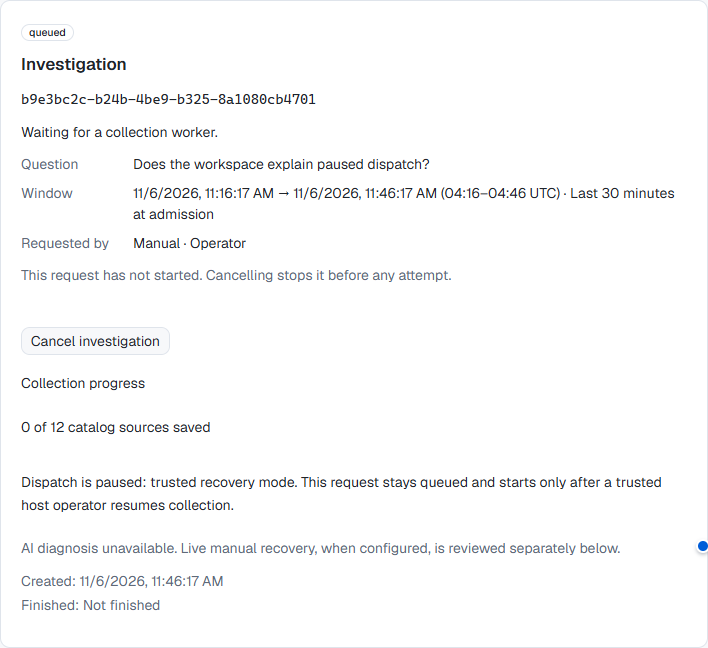 queued
Investigation
b9e3bc2c-b24b-4be9-b325-8a1080cb4701
Waiting for a collection worker.
Question Does the workspace explain paused dispatch?
Window 11/6/2026, 11:16:17 AM → 11/6/2026, 11:46:17 AM (04:16–04:46 UTC) · Last 30 minutes
at admission
Requested by Manual · Operator
This request has not started. Cancelling stops it before any attempt.
Cancel investigation
Collection progress
0 of 12 catalog sources saved
Dispatch is paused: trusted recovery mode. This request stays queued and starts only after a trusted
host operator resumes collection.
AI diagnosis unavailable. Live manual recovery, when configured, is reviewed separately below.
Created: 11/6/2026, 11:46:17 AM
Finished: Not finished